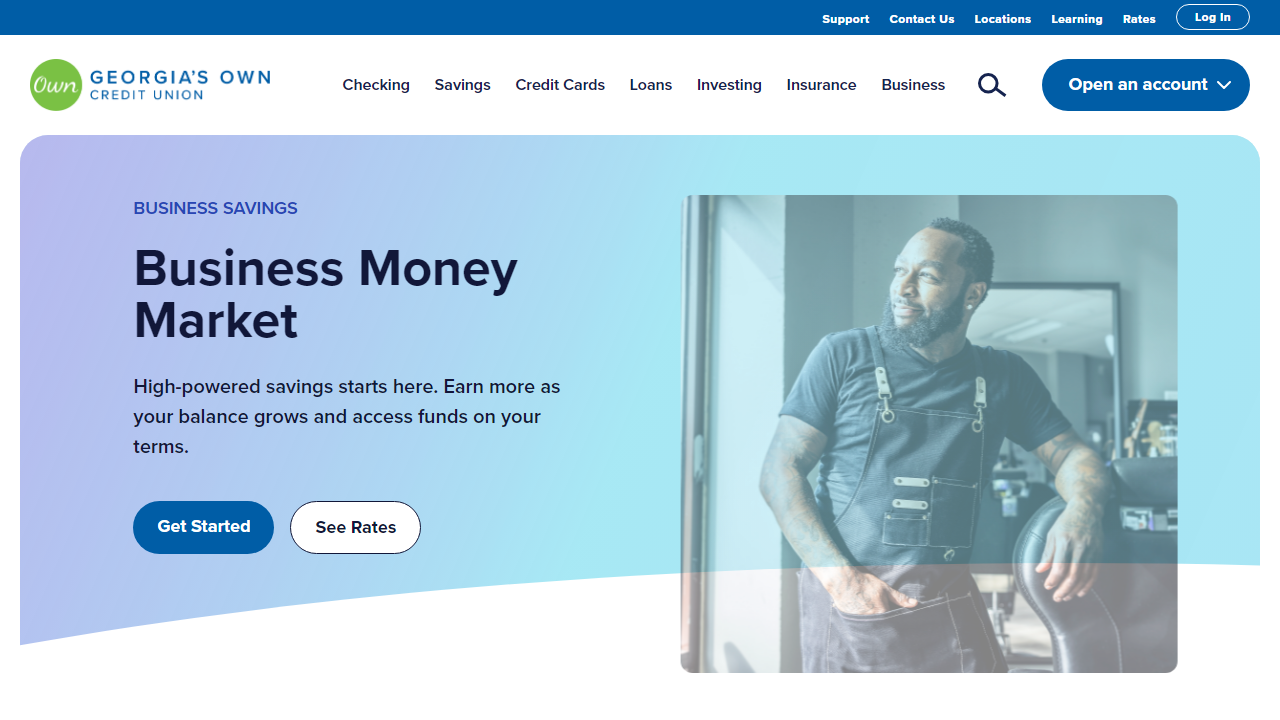 Support Contact Us Locations Learning Rates Log In
Own GEORGIA'S OWN
CREDIT UNION
Checking Savings Credit Cards Loans Investing Insurance Business Open an account
BUSINESS SAVINGS
Business Money
Market
High-powered savings starts here. Earn more as
your balance grows and access funds on your
terms.
Get Started See Rates